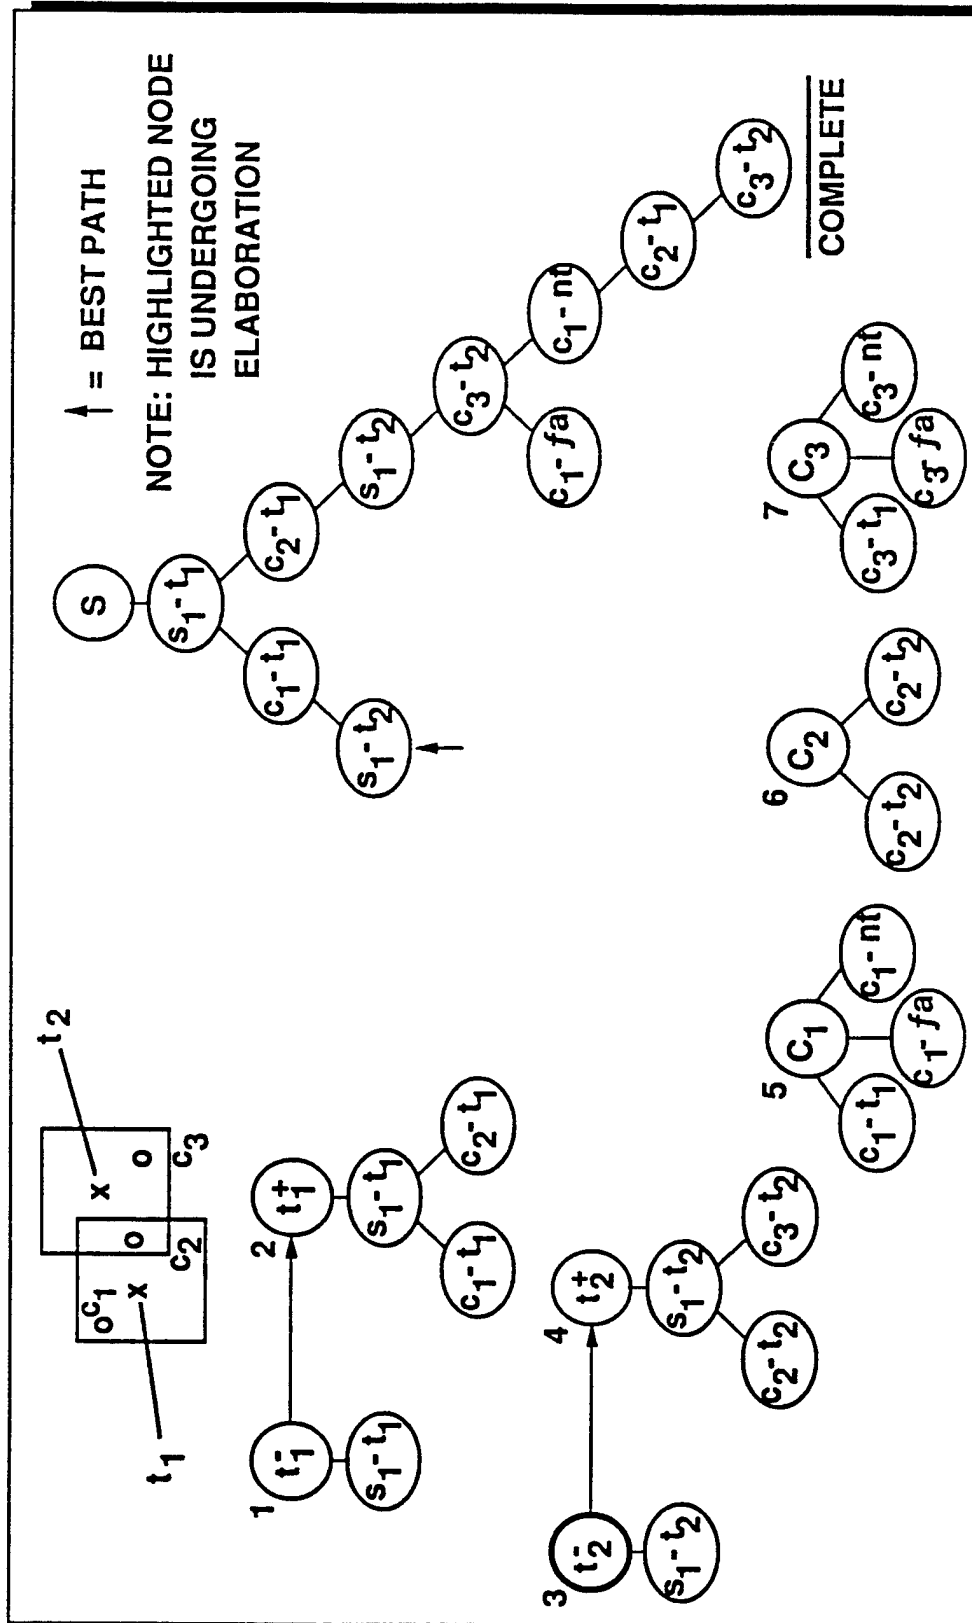 t1
t2
c1
c2
c3
o
x
o
x
o
↑ = BEST PATH
NOTE: HIGHLIGHTED NODE
IS UNDERGOING
ELABORATION
S
s1-t1
c1-t1
c2-t1
s1-t2
s1-t2
c3-t2
c1-fa
c1-nt
c2-t1
c3-t2
COMPLETE
1
t1-
s1-t1
2
t1+
s1-t1
c1-t1
c2-t1
3
t2-
s1-t2
4
t2+
s1-t2
c2-t2
c3-t2
5
C1
c1-t1
c1-fa
c1-nt
6
C2
c2-t2
c2-t2
7
C3
c3-t1
c3-fa
c3-nt